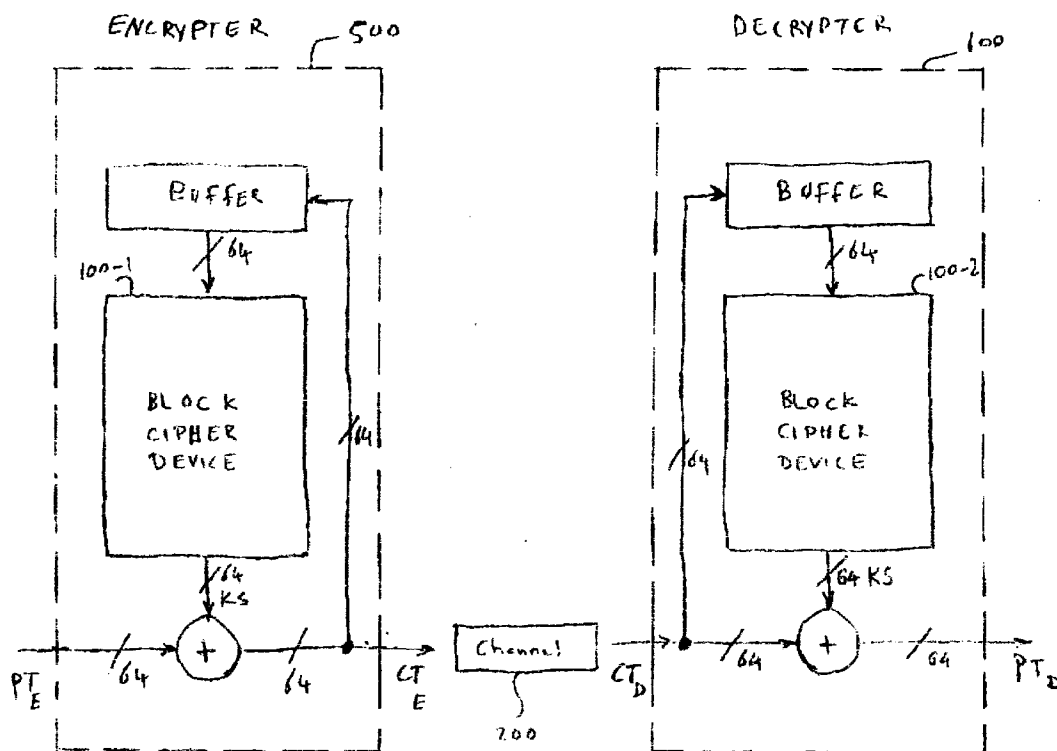 ENCRYPTER
500
DECRYPTER
600
BUFFER
BUFFER
64
64
100-1
100-2
BLOCK
CIPHER
DEVICE
BLOCK
CIPHER
DEVICE
64
64
64
KS
64 KS
+
+
Channel
64
64
64
64
PT E
CT E
CT D
PT D
200